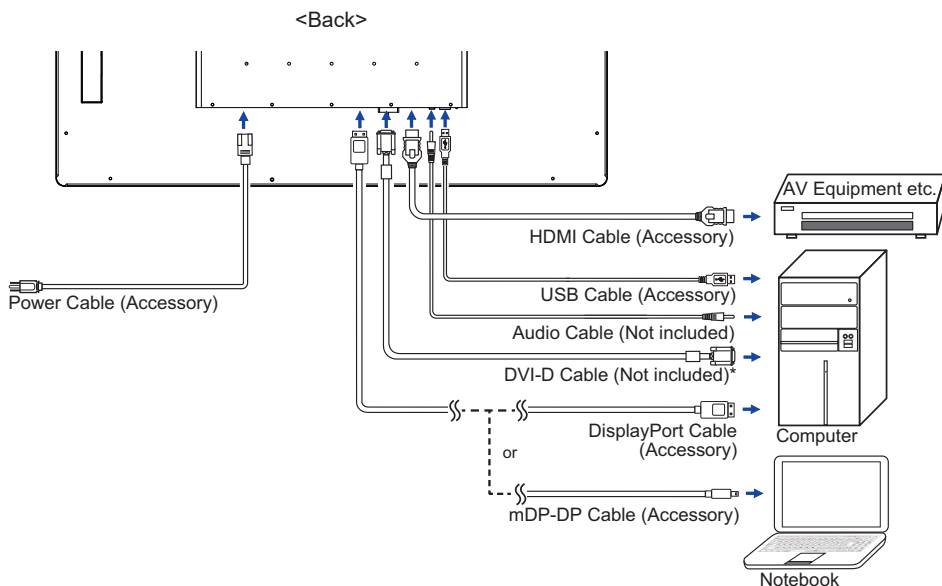 <Back>
AV Equipment etc.
HDMI Cable (Accessory)
Power Cable (Accessory)
USB Cable (Accessory)
Audio Cable (Not included)
DVI-D Cable (Not included)*
DisplayPort Cable
(Accessory)
Computer
or
mDP-DP Cable (Accessory)
Notebook